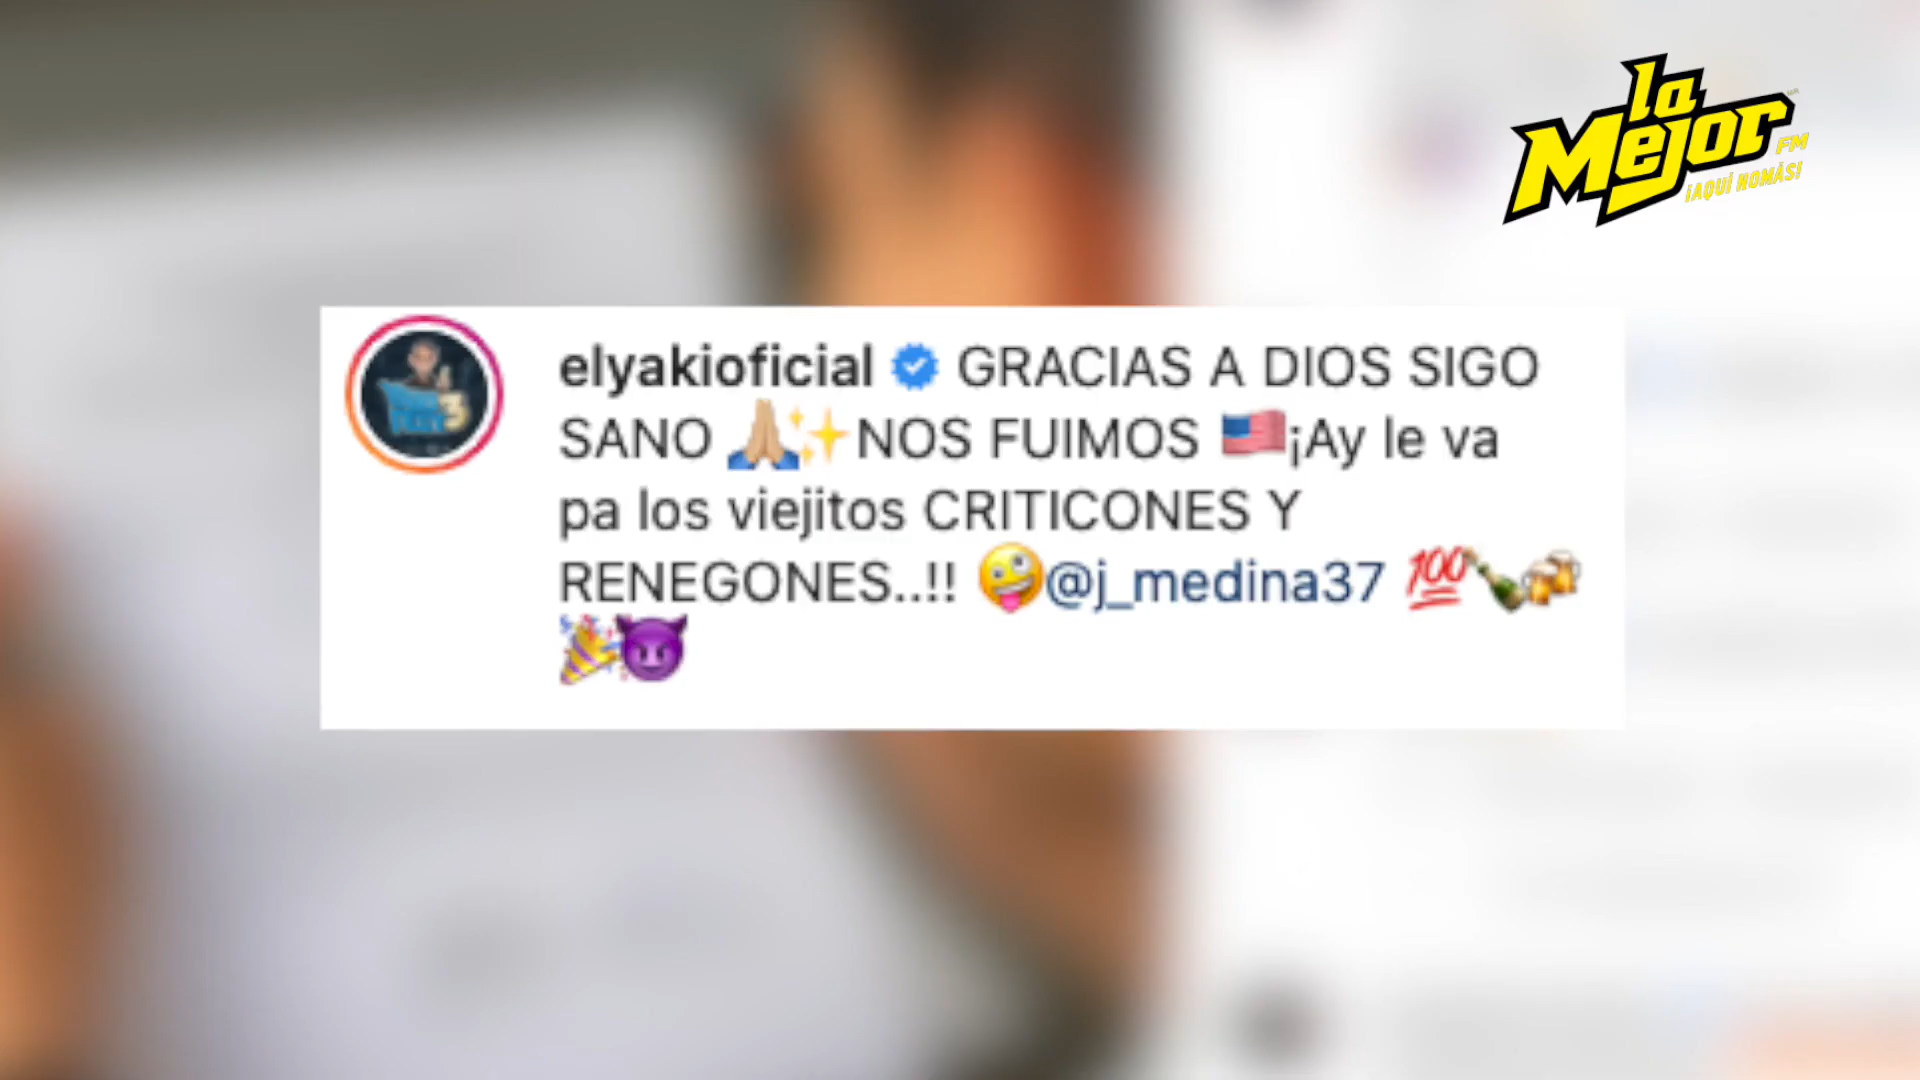 la
Mejor
FM
¡AQUÍ NOMÁS!
elyakioficial GRACIAS A DIOS SIGO
SANO 🙏🏼✨NOS FUIMOS 🇺🇸¡Ay le va
pa los viejitos CRITICONES Y
RENEGONES..!! 🤪@j_medina37 💯🍾🍻
🎉😈